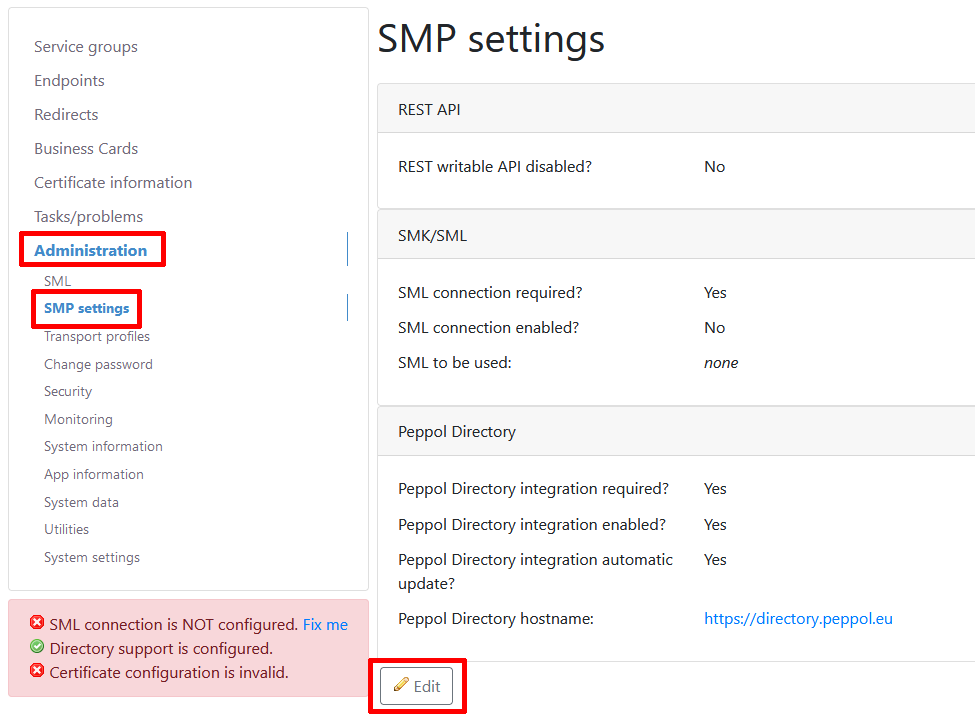 Service groups
Endpoints
Redirects
Business Cards
Certificate information
Tasks/problems
Administration
SML
SMP settings
Transport profiles
Change password
Security
Monitoring
System information
App information
System data
Utilities
System settings
SML connection is NOT configured. Fix me
Directory support is configured.
Certificate configuration is invalid.
SMP settings
REST API
REST writable API disabled? No
SMK/SML
SML connection required? Yes
SML connection enabled? No
SML to be used: none
Peppol Directory
Peppol Directory integration required? Yes
Peppol Directory integration enabled? Yes
Peppol Directory integration automatic Yes
update?
Peppol Directory hostname: https://directory.peppol.eu
Edit